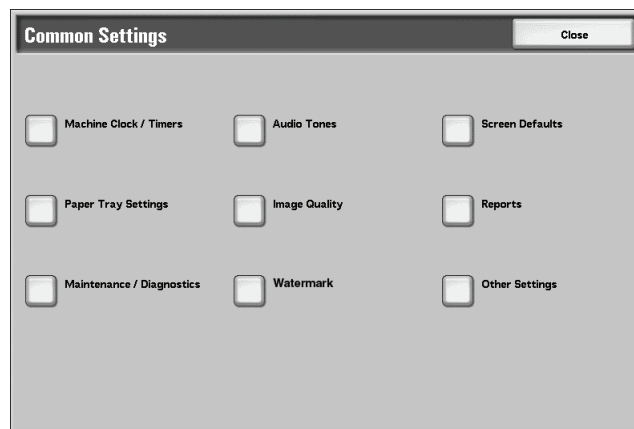 Common Settings
Close
Machine Clock / Timers
Audio Tones
Screen Defaults
Paper Tray Settings
Image Quality
Reports
Maintenance / Diagnostics
Watermark
Other Settings